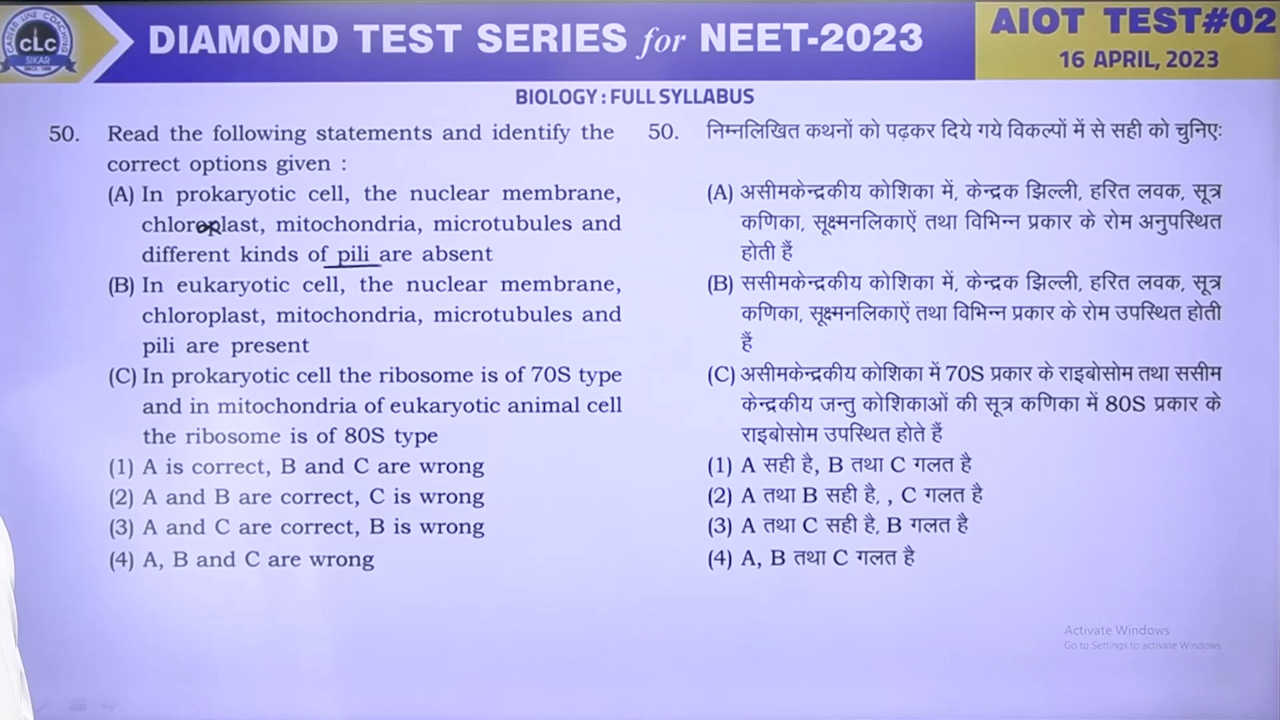 CAREER LINE COACHING
CLC
SIKAR
DIAMOND TEST SERIES for NEET-2023
AIOT TEST#02
16 APRIL, 2023
BIOLOGY : FULL SYLLABUS
50. Read the following statements and identify the
correct options given :
(A) In prokaryotic cell, the nuclear membrane,
chloroplast, mitochondria, microtubules and
different kinds of pili are absent
(B) In eukaryotic cell, the nuclear membrane,
chloroplast, mitochondria, microtubules and
pili are present
(C) In prokaryotic cell the ribosome is of 70S type
and in mitochondria of eukaryotic animal cell
the ribosome is of 80S type
(1) A is correct, B and C are wrong
(2) A and B are correct, C is wrong
(3) A and C are correct, B is wrong
(4) A, B and C are wrong
50. निम्नलिखित कथनों को पढ़कर दिये गये विकल्पों में से सही को चुनिए:
(A) असीमकेन्द्रकीय कोशिका में, केन्द्रक झिल्ली, हरित लवक, सूत्र
कणिका, सूक्ष्मनलिकाऐं तथा विभिन्न प्रकार के रोम अनुपस्थित
होती हैं
(B) ससीमकेन्द्रकीय कोशिका में, केन्द्रक झिल्ली, हरित लवक, सूत्र
कणिका, सूक्ष्मनलिकाऐं तथा विभिन्न प्रकार के रोम उपस्थित होती
हैं
(C) असीमकेन्द्रकीय कोशिका में 70S प्रकार के राइबोसोम तथा ससीम
केन्द्रकीय जन्तु कोशिकाओं की सूत्र कणिका में 80S प्रकार के
राइबोसोम उपस्थित होते हैं
(1) A सही है, B तथा C गलत है
(2) A तथा B सही है, , C गलत है
(3) A तथा C सही है, B गलत है
(4) A, B तथा C गलत है
Activate Windows
Go to Settings to activate Windows